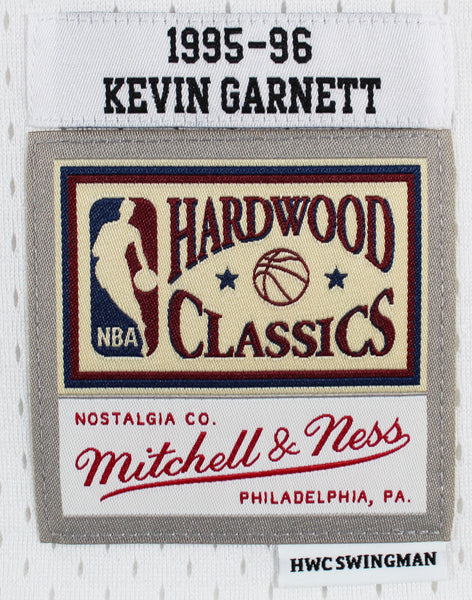 1995-96
KEVIN GARNETT
HARDWOOD
CLASSICS
NBA
NOSTALGIA CO.
Mitchell & Ness
PHILADELPHIA, PA.
HWC SWINGMAN